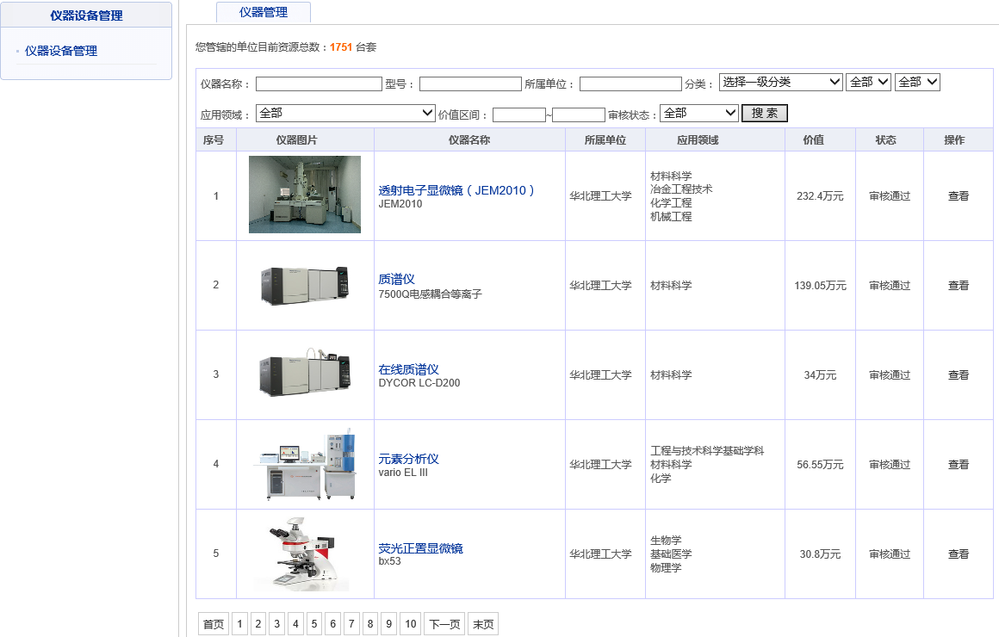 仪器设备管理
仪器设备管理
仪器管理
您管辖的单位目前资源总数：1751 台套
仪器名称： 型号： 所属单位： 分类： 选择一级分类 全部 全部
应用领域： 全部 价值区间： ~ 审核状态： 全部 搜 索
序号 仪器图片 仪器名称 所属单位 应用领域 价值 状态 操作
1 透射电子显微镜（JEM2010） JEM2010 华北理工大学 材料科学 冶金工程技术 化学工程 机械工程 232.4万元 审核通过 查看
2 质谱仪 7500Q电感耦合等离子 华北理工大学 材料科学 139.05万元 审核通过 查看
3 在线质谱仪 DYCOR LC-D200 华北理工大学 材料科学 34万元 审核通过 查看
4 元素分析仪 vario EL III 华北理工大学 工程与技术科学基础学科 材料科学 化学 56.55万元 审核通过 查看
5 荧光正置显微镜 bx53 华北理工大学 生物学 基础医学 物理学 30.8万元 审核通过 查看
首页 1 2 3 4 5 6 7 8 9 10 下一页 末页